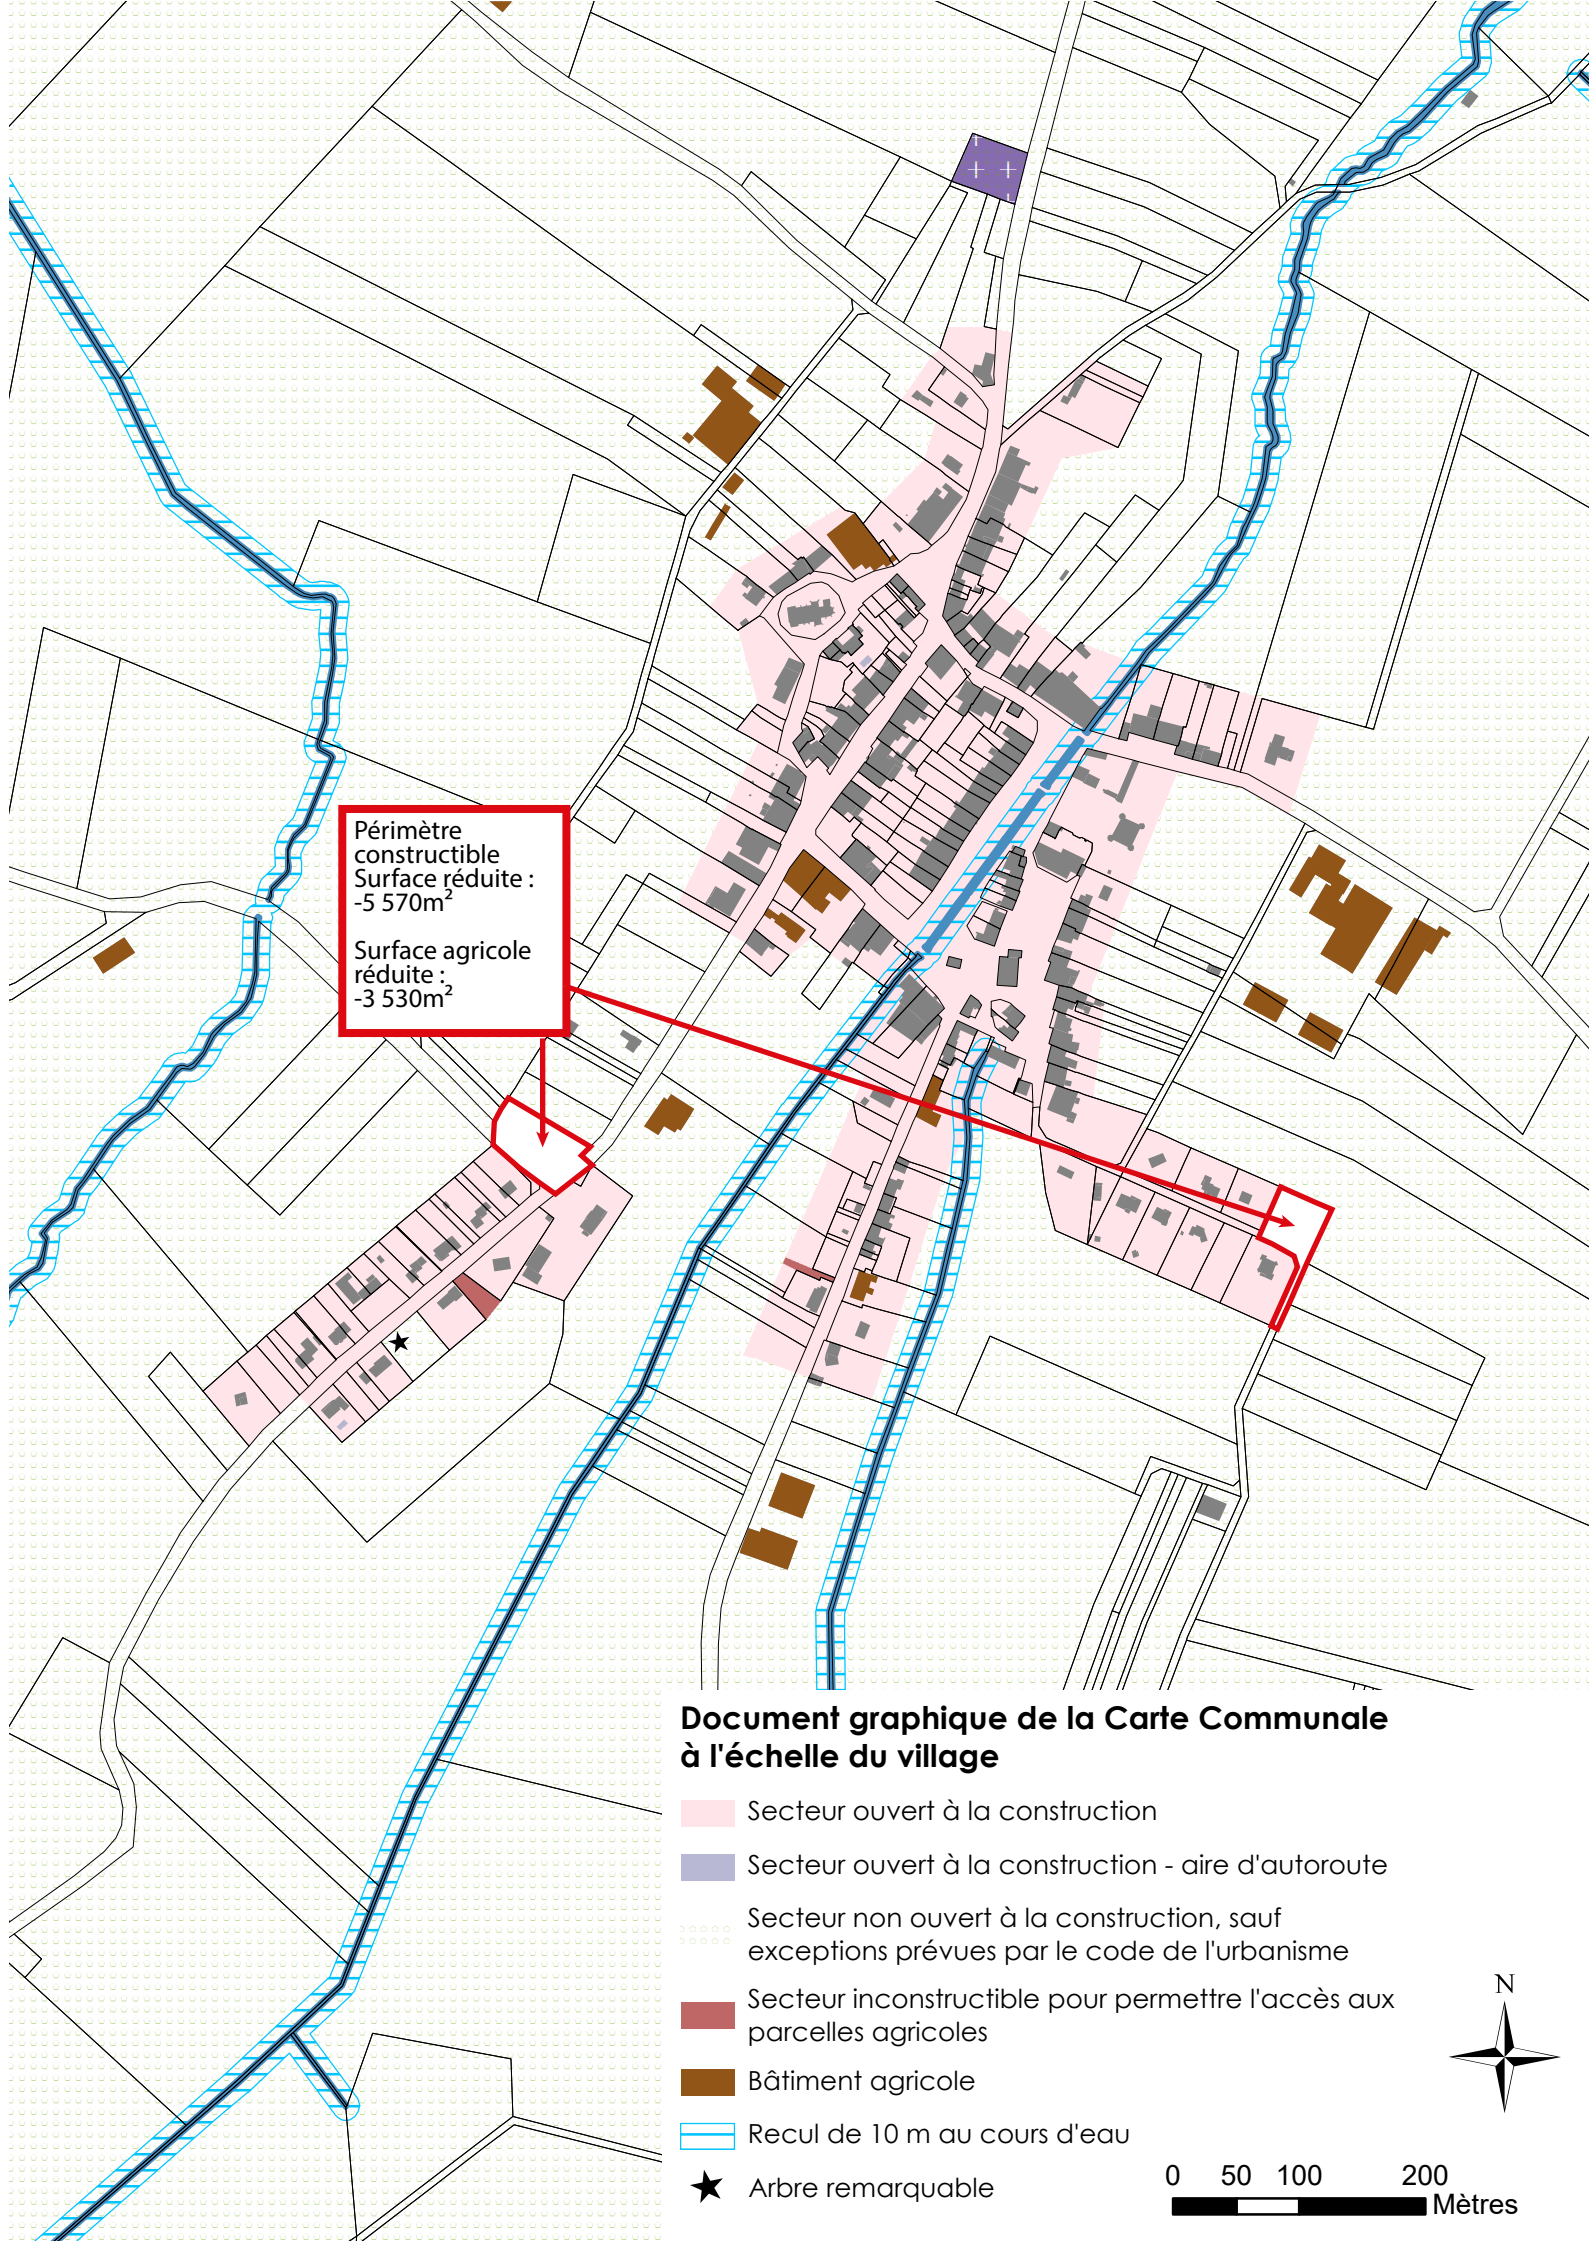 Périmètre
constructible
Surface réduite :
-5 570m²
Surface agricole
réduite :
-3 530m²
Document graphique de la Carte Communale
à l'échelle du village
Secteur ouvert à la construction
Secteur ouvert à la construction - aire d'autoroute
Secteur non ouvert à la construction, sauf
exceptions prévues par le code de l'urbanisme
Secteur inconstructible pour permettre l'accès aux
parcelles agricoles
Bâtiment agricole
Recul de 10 m au cours d'eau
Arbre remarquable
N
0 50 100 200
Mètres